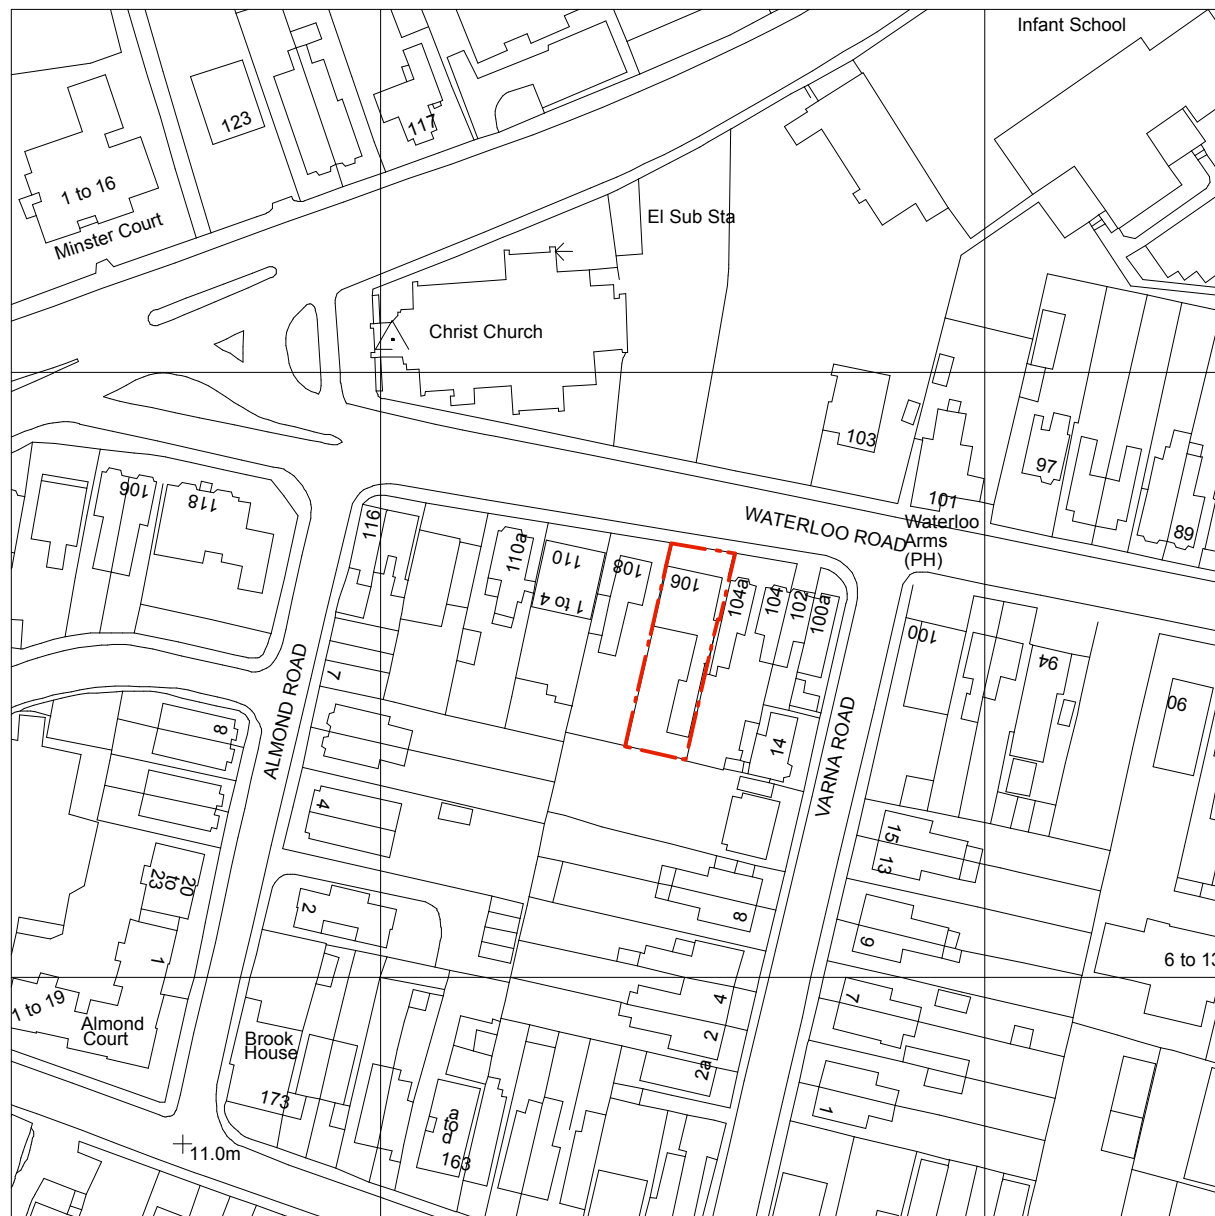 Infant School
123
117
1 to 16
Minster Court
El Sub Sta
Christ Church
103
97
101
89
WATERLOO ROAD
Waterloo
Arms
(PH)
106
118
116
110a
110
1 to 4
108
106
104a
104
102
100a
100
94
90
7
ALMOND ROAD
8
14
VARNA ROAD
4
15
13
20
to
23
2
8
9
1
6 to 13
1 to 19
Almond
Court
4
7
2
Brook
House
2a
173
a
to
d
1
163
11.0m